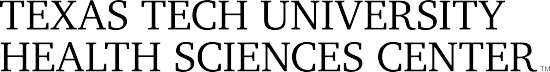 TEXAS TECH UNIVERSITY
HEALTH SCIENCES CENTER™